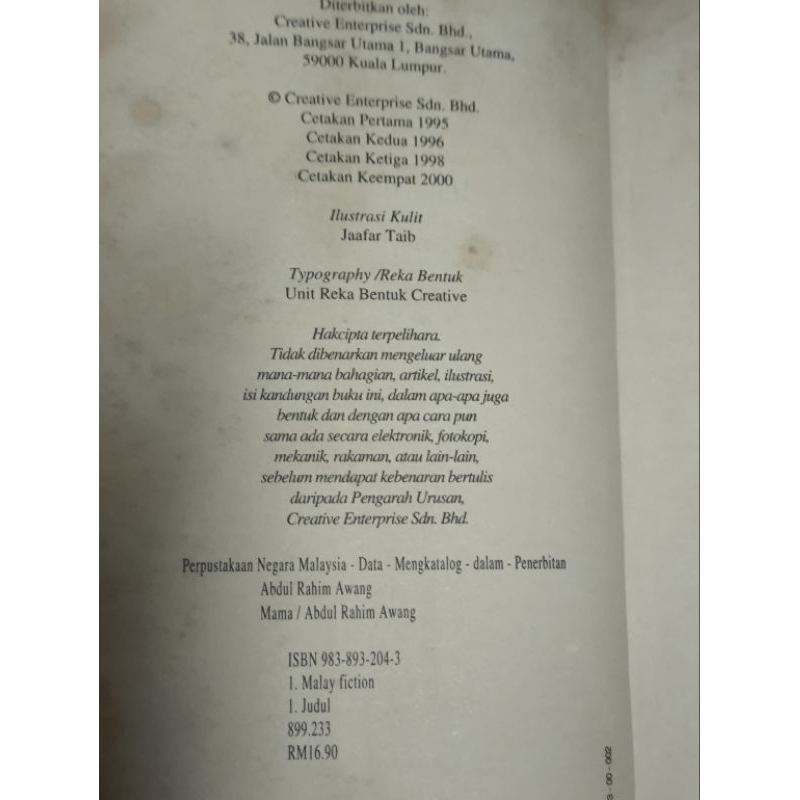 Diterbitkan oleh:
Creative Enterprise Sdn. Bhd.,
38, Jalan Bangsar Utama 1, Bangsar Utama,
59000 Kuala Lumpur.
© Creative Enterprise Sdn. Bhd.
Cetakan Pertama 1995
Cetakan Kedua 1996
Cetakan Ketiga 1998
Cetakan Keempat 2000
Ilustrasi Kulit
Jaafar Taib
Typography /Reka Bentuk
Unit Reka Bentuk Creative
Hakcipta terpelihara.
Tidak dibenarkan mengeluar ulang
mana-mana bahagian, artikel, ilustrasi,
isi kandungan buku ini, dalam apa-apa juga
bentuk dan dengan apa cara pun
sama ada secara elektronik, fotokopi,
mekanik, rakaman, atau lain-lain,
sebelum mendapat kebenaran bertulis
daripada Pengarah Urusan,
Creative Enterprise Sdn. Bhd.
Perpustakaan Negara Malaysia - Data - Mengkatalog - dalam - Penerbitan
Abdul Rahim Awang
Mama / Abdul Rahim Awang
ISBN 983-893-204-3
1. Malay fiction
1. Judul
899.233
RM16.90
- 00 - 002